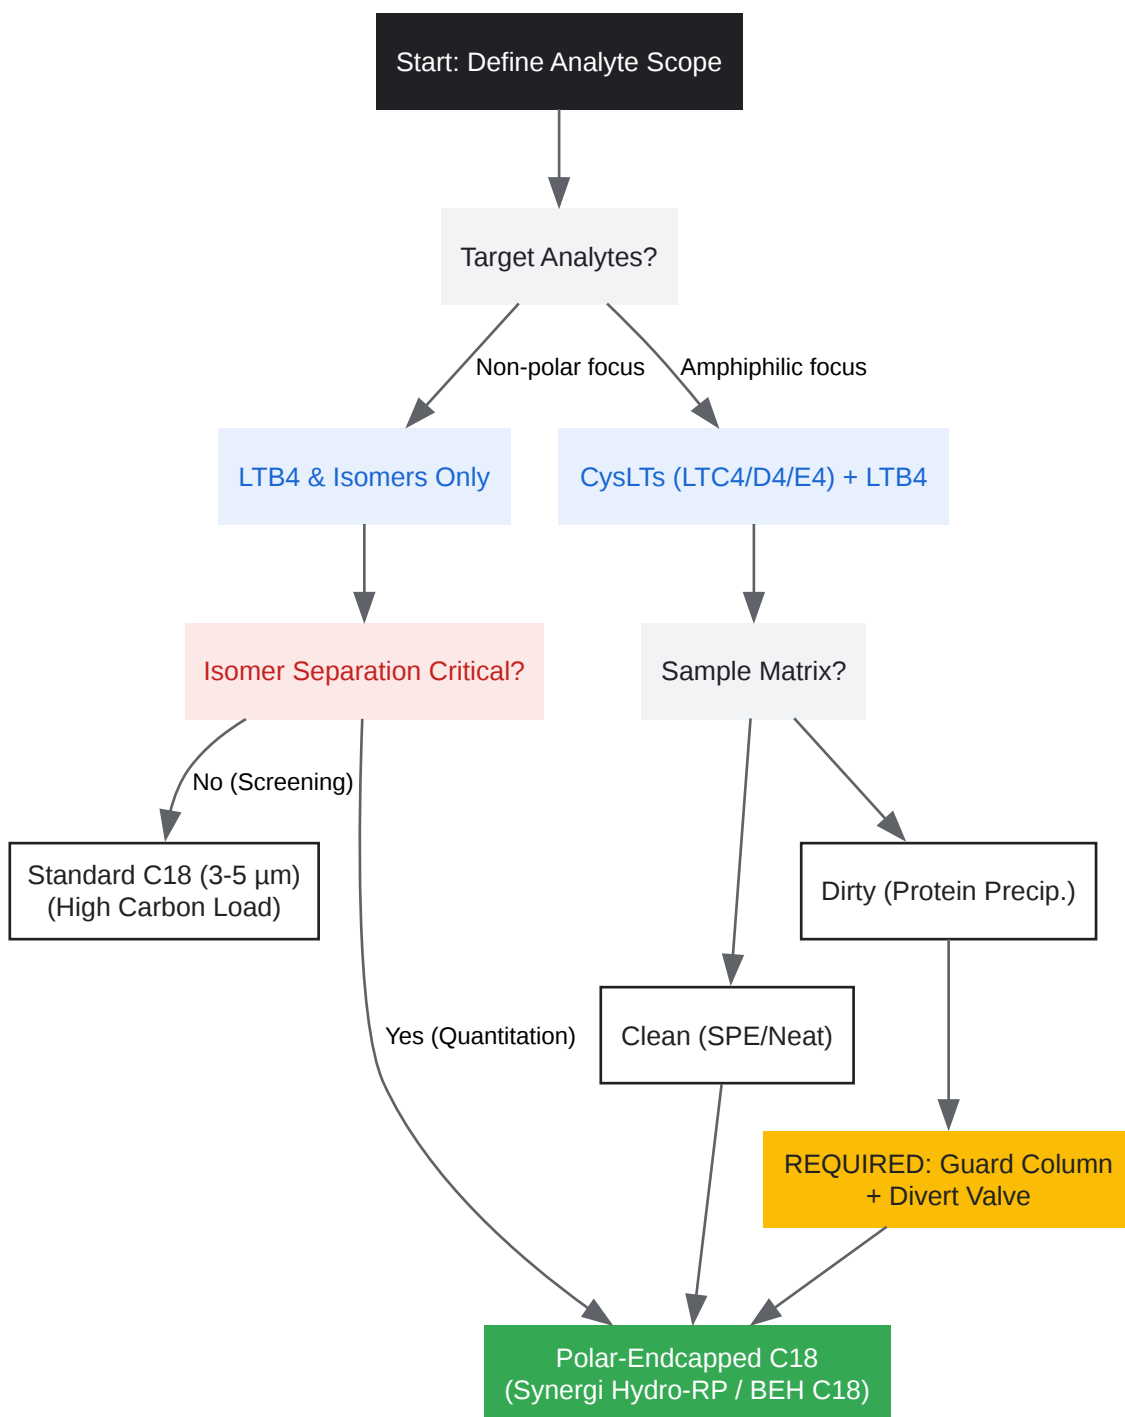 Start: Define Analyte Scope
Target Analytes?
Non-polar focus
Amphiphilic focus
LTB4 & Isomers Only
CysLTs (LTC4/D4/E4) + LTB4
Isomer Separation Critical?
Sample Matrix?
No (Screening)
Standard C18 (3-5 µm)
(High Carbon Load)
Dirty (Protein Precip.)
Yes (Quantitation)
Clean (SPE/Neat)
REQUIRED: Guard Column
+ Divert Valve
Polar-Endcapped C18
(Synergi Hydro-RP / BEH C18)